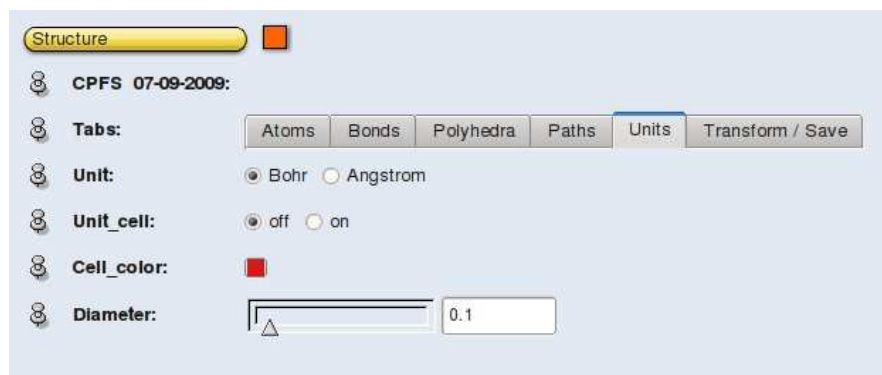 Structure
CPFS 07-09-2009:
Tabs: Atoms Bonds Polyhedra Paths Units Transform / Save
Unit: Bohr Angstrom
Unit_cell: off on
Cell_color:
Diameter: 0.1